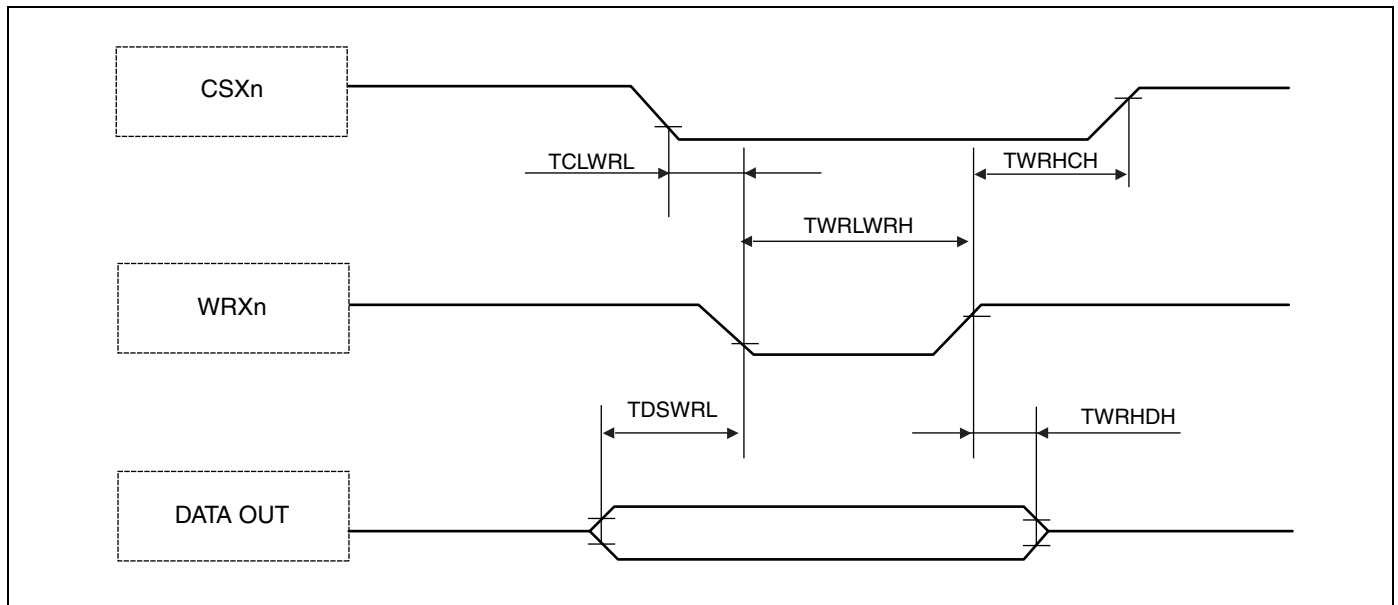 CSXn
TCLWRL
TWRHCH
TWRLWRH
WRXn
TDSWRL
TWRHDH
DATA OUT